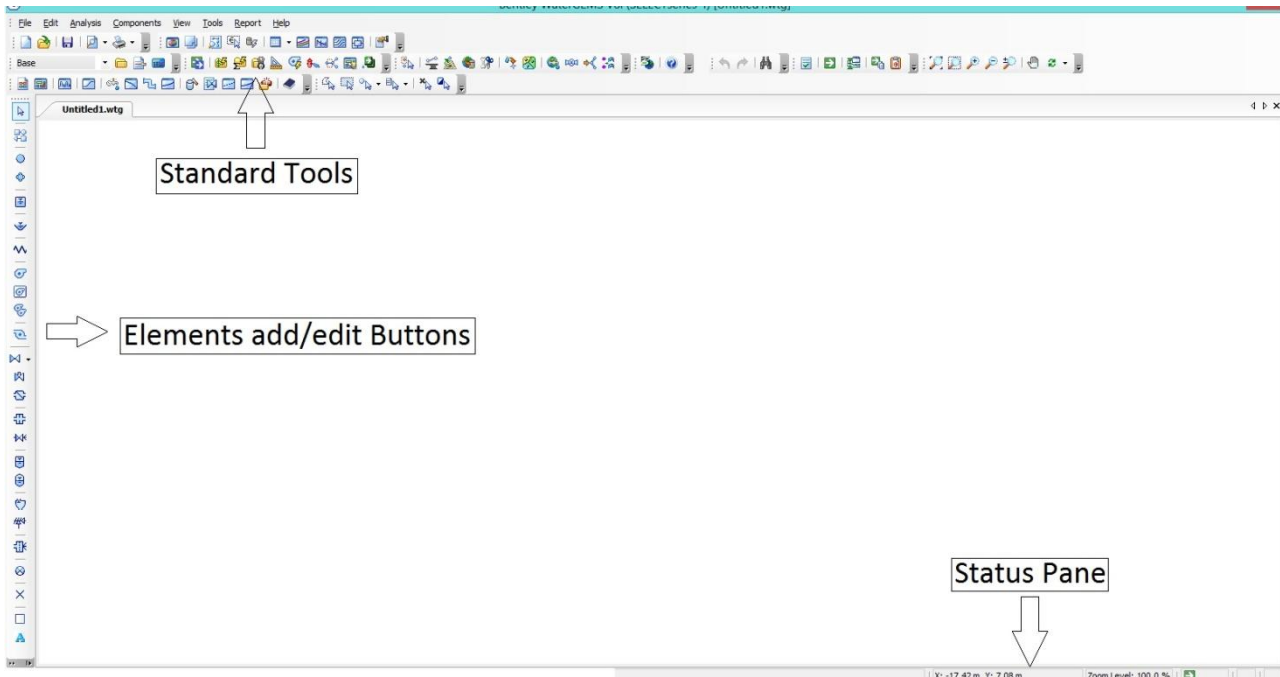 Bentley WaterGEMS V8i (SELECTseries 4) [Untitled1.wtg]
File Edit Analysis Components View Tools Report Help
Base
Untitled1.wtg
Standard Tools
Elements add/edit Buttons
Status Pane
X: -17.42 m, Y: 7.08 m Zoom Level: 100.0 %